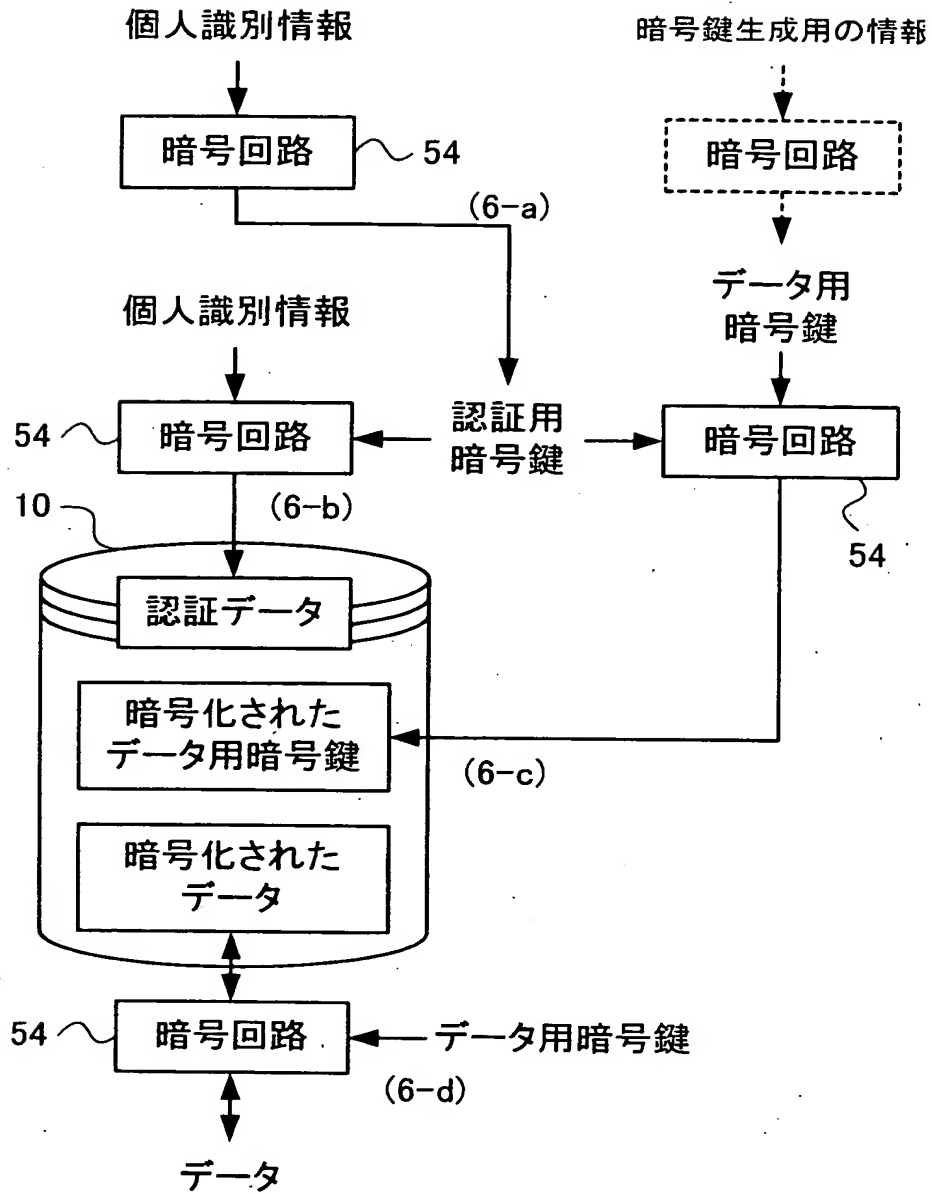 個人識別情報
暗号鍵生成用の情報
暗号回路
54
暗号回路
(6-a)
データ用
暗号鍵
個人識別情報
54
暗号回路
認証用
暗号鍵
暗号回路
54
(6-b)
10
認証データ
暗号化された
データ用暗号鍵
(6-c)
暗号化された
データ
54
暗号回路
データ用暗号鍵
(6-d)
データ